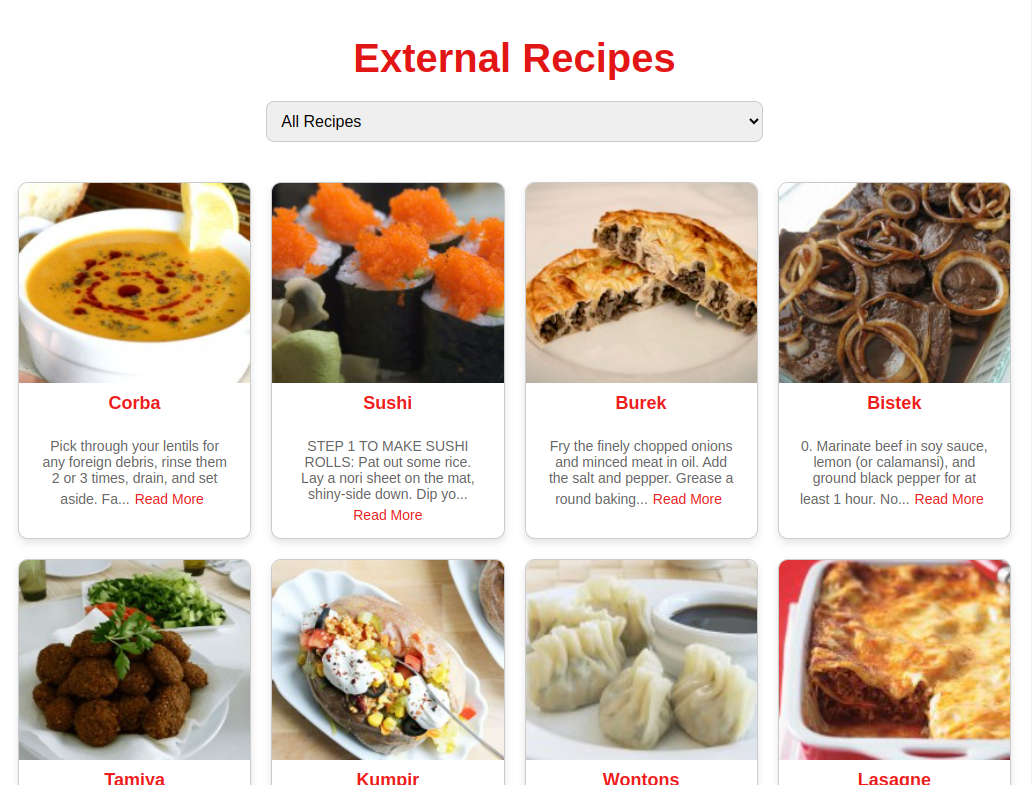 External Recipes
All Recipes
Corba
Pick through your lentils for
any foreign debris, rinse them
2 or 3 times, drain, and set
aside. Fa... Read More
Sushi
STEP 1 TO MAKE SUSHI
ROLLS: Pat out some rice.
Lay a nori sheet on the mat,
shiny-side down. Dip yo...
Read More
Burek
Fry the finely chopped onions
and minced meat in oil. Add
the salt and pepper. Grease a
round baking... Read More
Bistek
0. Marinate beef in soy sauce,
lemon (or calamansi), and
ground black pepper for at
least 1 hour. No... Read More
Tamiya
Kumpir
Wontons
Lasagne